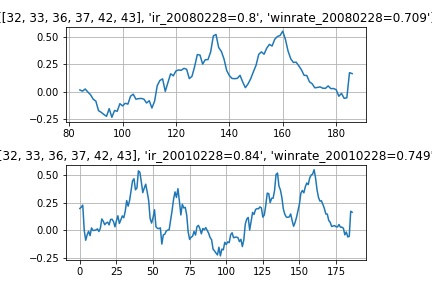 [[32, 33, 36, 37, 42, 43], 'ir_20080228=0.8', 'winrate_20080228=0.709']
0.50
0.25
0.00
−0.25
80 100 120 140 160 180
[32, 33, 36, 37, 42, 43], 'ir_20010228=0.84', 'winrate_20010228=0.749'
0.50
0.25
0.00
−0.25
0 25 50 75 100 125 150 175